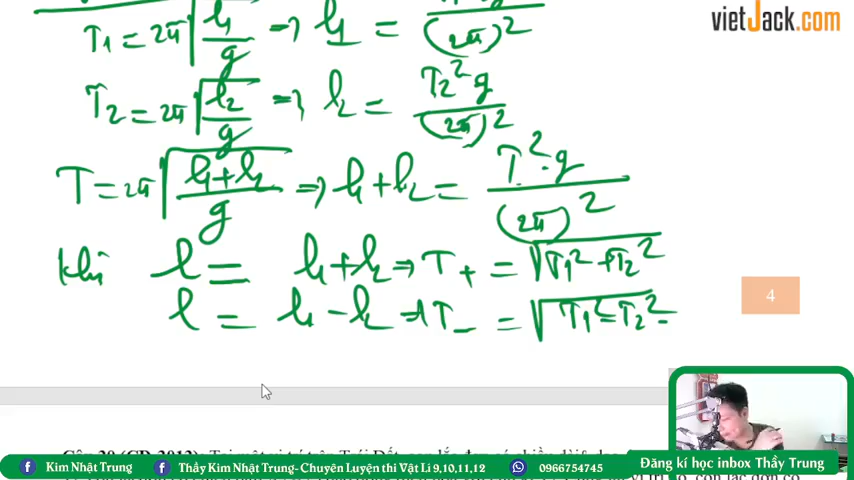 vietJack.com
T₁ = 2π√(l₁/g) ⇒ l₁ = T₁²g/(2π)²
T₂ = 2π√(l₂/g) ⇒ l₂ = T₂²g/(2π)²
T = 2π√((l₁+l₂)/g) ⇒ l₁+l₂ = T².g/(2π)²
Khi l = l₁+l₂ → T₊ = √(T₁²+T₂²)
l = l₁-l₂ → T₋ = √(T₁²-T₂²)
4
Kim Nhật Trung
Thầy Kim Nhật Trung- Chuyên Luyện thi Vật Lí 9,10,11,12
0966754745
Đăng kí học inbox Thầy Trung